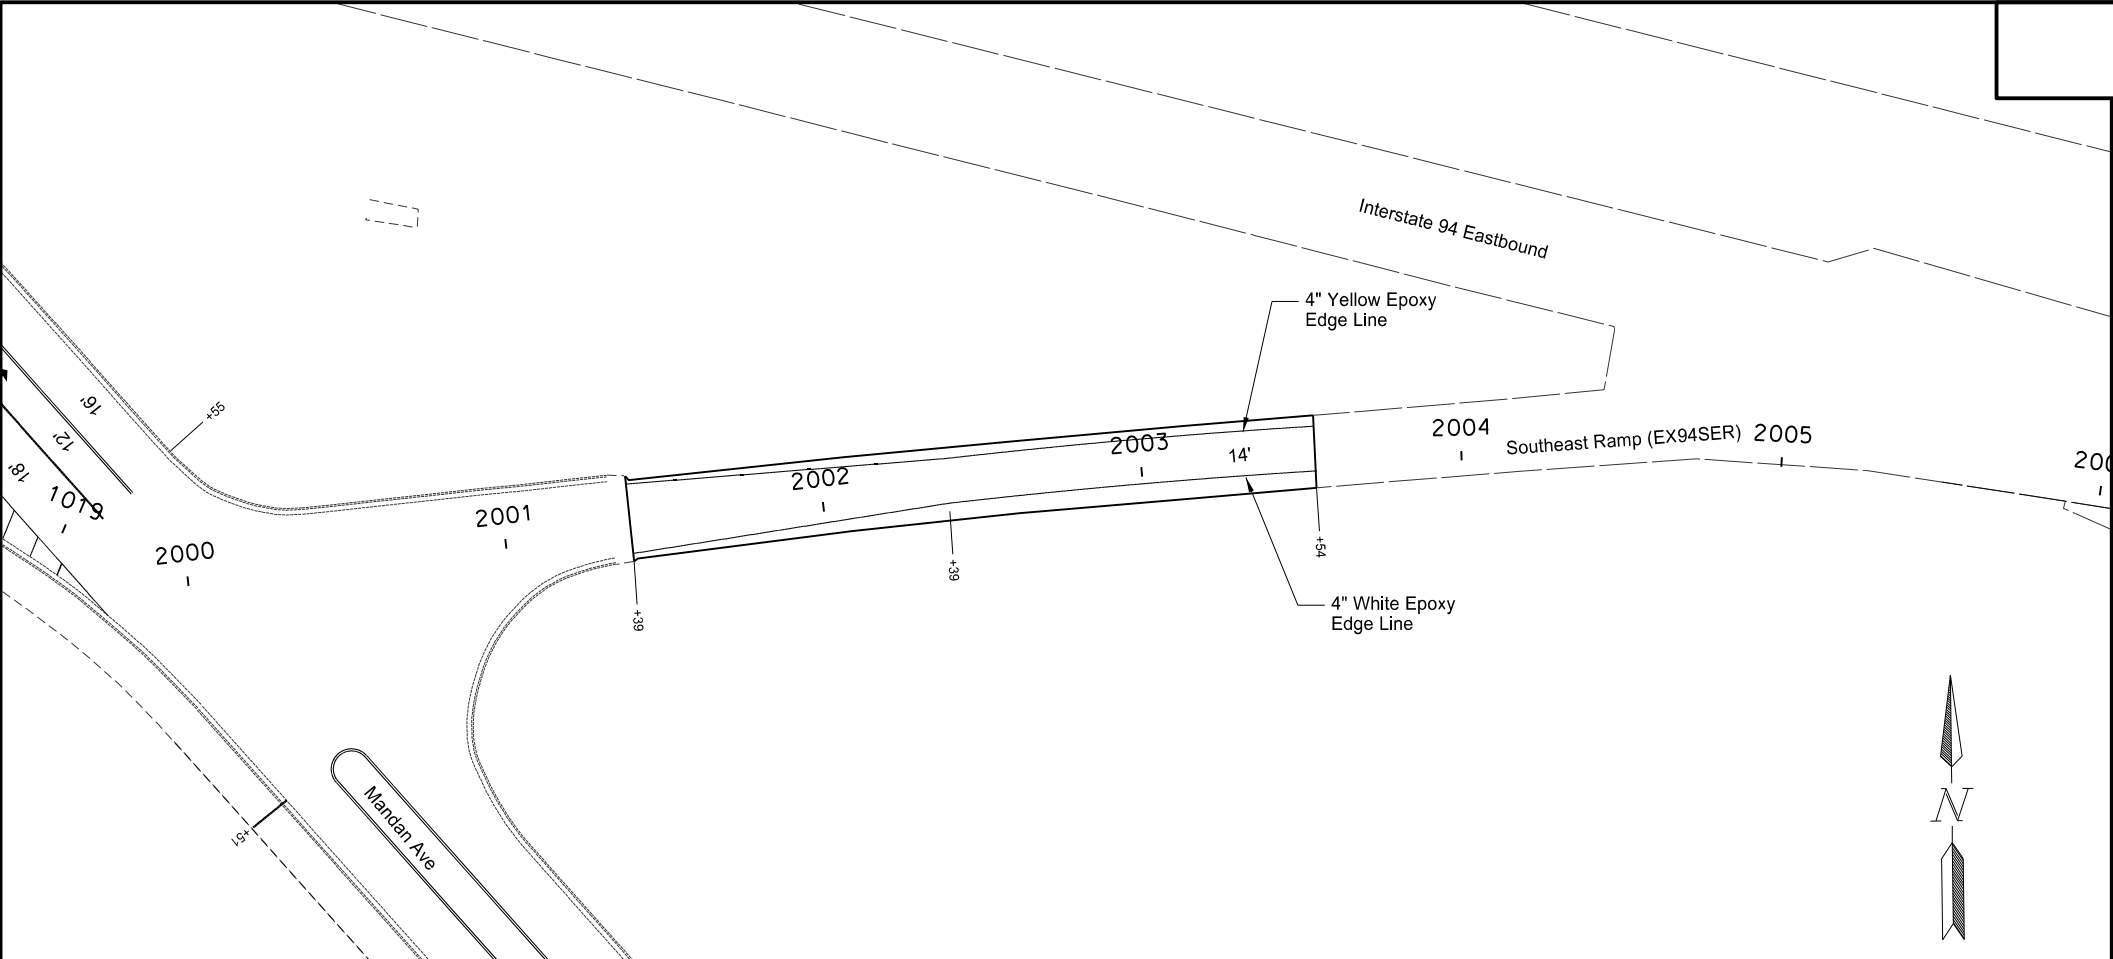 Interstate 94 Eastbound
4" Yellow Epoxy
Edge Line
16'
+55
12'
18'
1019
2000
2001
2002
2003
14'
2004
Southeast Ramp (EX94SER)
2005
200
+54
+39
+39
4" White Epoxy
Edge Line
Mandan Ave
+51
N